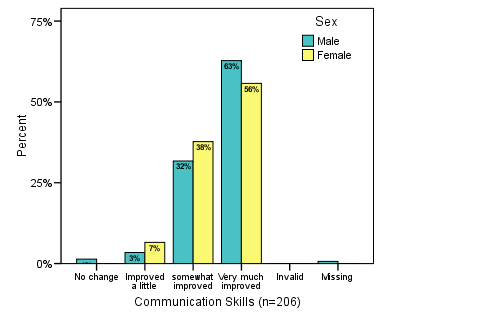 Sex
Male
Female
75%
50%
25%
0%
Percent
3%
7%
32%
38%
63%
56%
No change
Improved a little
somewhat improved
Very much improved
Invalid
Missing
Communication Skills (n=206)